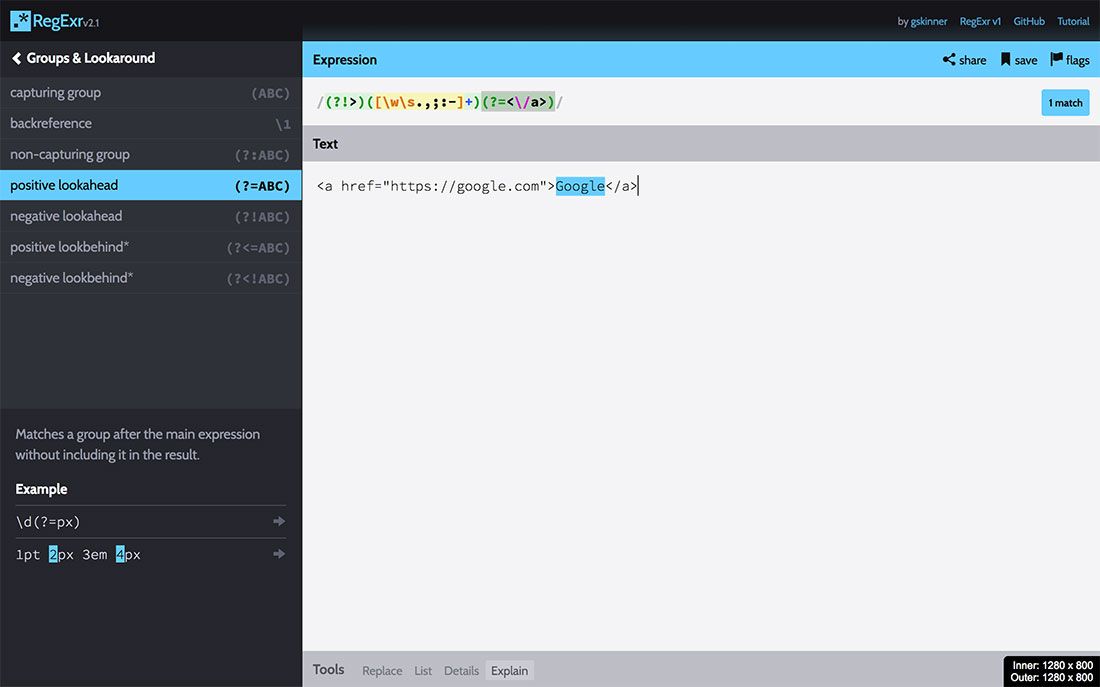 RegExr v2.1
by gskinner RegExr v1 GitHub Tutorial
Groups & Lookaround
capturing group (ABC)
backreference \1
non-capturing group (?:ABC)
positive lookahead (?=ABC)
negative lookahead (?!ABC)
positive lookbehind* (?<=ABC)
negative lookbehind* (?<!ABC)
Matches a group after the main expression
without including it in the result.
Example
\d(?=px)
1pt 2px 3em 4px
Expression share save flags
/(?!>)([\w\s.,;:-]+)(?=<\/a>)/ 1 match
Text
<a href="https://google.com">Google</a>
Tools Replace List Details Explain
Inner: 1280 x 800
Outer: 1280 x 800